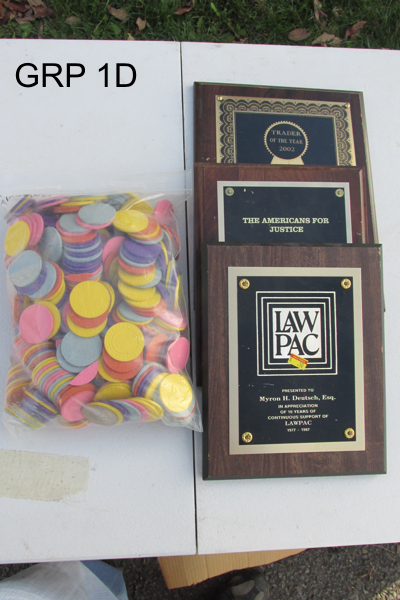 GRP 1D
TRADER
OF THE YEAR
2002
THE AMERICANS FOR
JUSTICE
LAW
PAC
PRESENTED TO
Myron H. Deutsch, Esq.
IN APPRECIATION
OF 10 YEARS OF
CONTINUOUS SUPPORT OF
LAWPAC
1977 - 1987